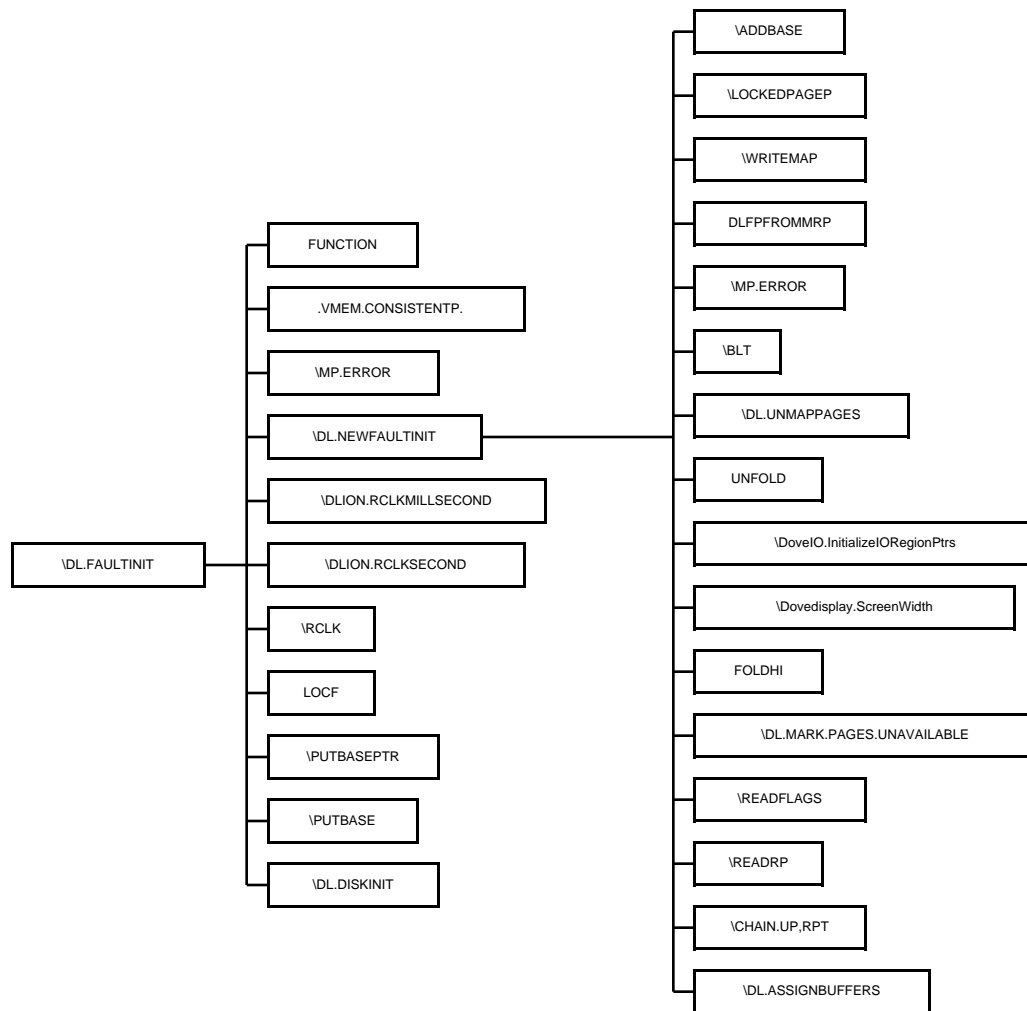 \DL.FAULTINIT
FUNCTION
.VMEM.CONSISTENTP.
\MP.ERROR
\DL.NEWFAULTINIT
\DLION.RCLKMILLSECOND
\DLION.RCLKSECOND
\RCLK
LOCF
\PUTBASEPTR
\PUTBASE
\DL.DISKINIT
\ADDBASE
\LOCKEDPAGEP
\WRITEMAP
DLFPFROMMRP
\MP.ERROR
\BLT
\DL.UNMAPPAGES
UNFOLD
\DoveIO.InitializeIORegionPtrs
\Dovedisplay.ScreenWidth
FOLDHI
\DL.MARK.PAGES.UNAVAILABLE
\READFLAGS
\READRP
\CHAIN.UP,RPT
\DL.ASSIGNBUFFERS